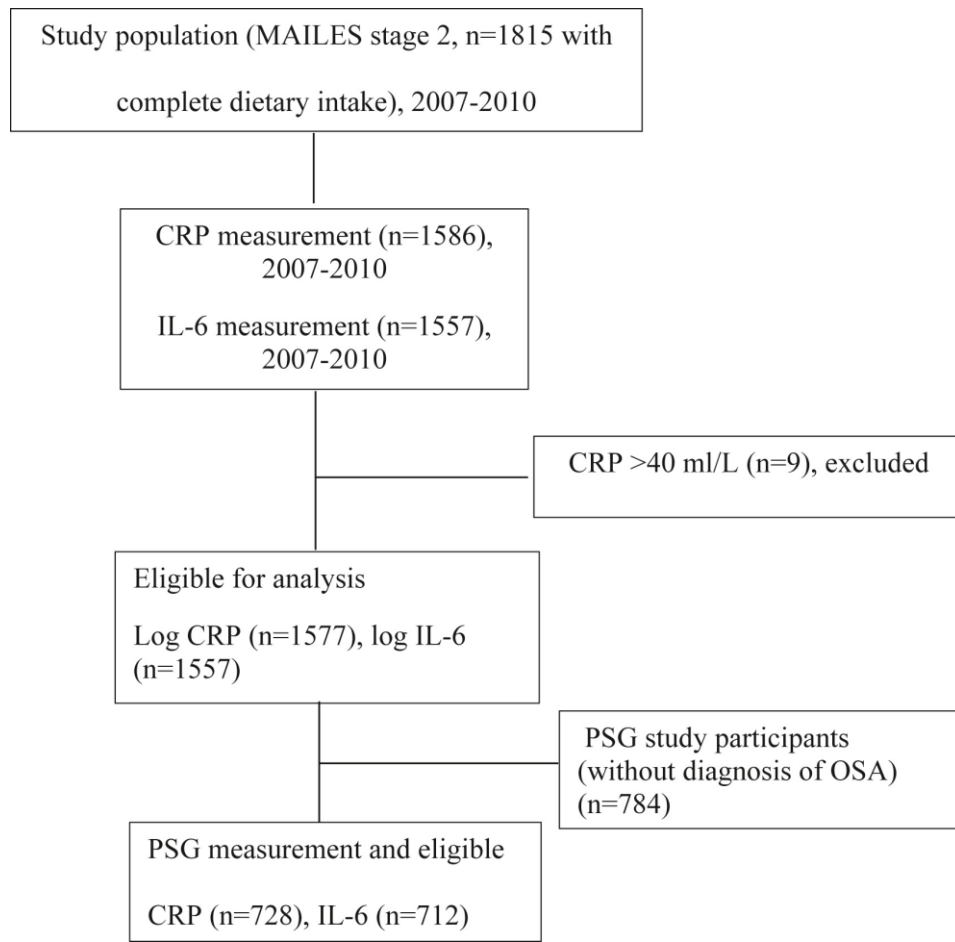 Study population (MAILES stage 2, n=1815 with
complete dietary intake), 2007-2010
CRP measurement (n=1586),
2007-2010
IL-6 measurement (n=1557),
2007-2010
CRP >40 ml/L (n=9), excluded
Eligible for analysis
Log CRP (n=1577), log IL-6
(n=1557)
PSG study participants
(without diagnosis of OSA)
(n=784)
PSG measurement and eligible
CRP (n=728), IL-6 (n=712)